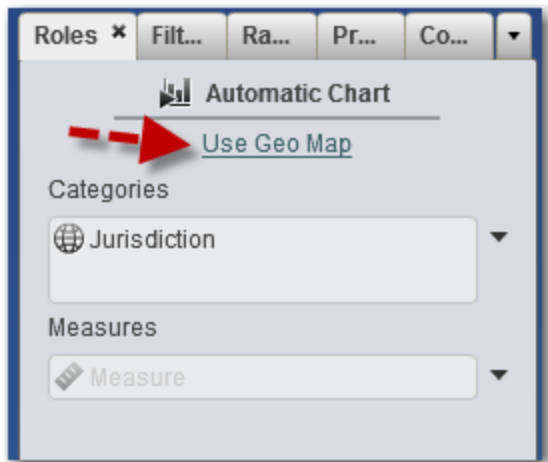 Roles Filt... Ra... Pr... Co...
Automatic Chart
Use Geo Map
Categories
Jurisdiction
Measures
Measure